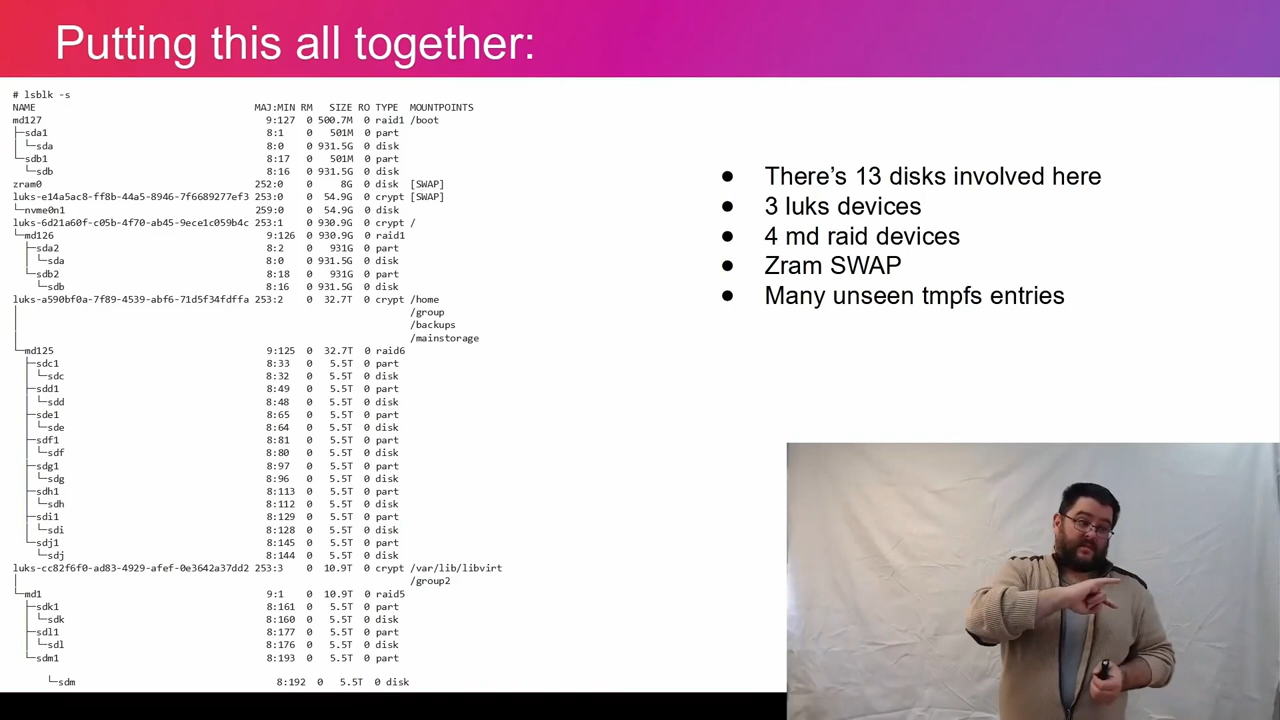 Putting this all together:
# lsblk -s
NAME MAJ:MIN RM SIZE RO TYPE MOUNTPOINTS
md127 9:127 0 500.7M 0 raid1 /boot
├─sda1 8:1 0 501M 0 part
│ └─sda 8:0 0 931.5G 0 disk
└─sdb1 8:17 0 501M 0 part
└─sdb 8:16 0 931.5G 0 disk
zram0 252:0 0 8G 0 disk [SWAP]
luks-e14a5ac8-ff8b-44a5-8946-7f6689277ef3 253:0 0 54.9G 0 crypt [SWAP]
└─nvme0n1 259:0 0 54.9G 0 disk
luks-6d21a60f-c05b-4f70-ab45-9ece1c059b4c 253:1 0 930.9G 0 crypt /
└─md126 9:126 0 930.9G 0 raid1
├─sda2 8:2 0 931G 0 part
│ └─sda 8:0 0 931.5G 0 disk
└─sdb2 8:18 0 931G 0 part
└─sdb 8:16 0 931.5G 0 disk
luks-a590bf0a-7f89-4539-abf6-71d5f34fdffa 253:2 0 32.7T 0 crypt /home
│ /group
│ /backups
│ /mainstorage
└─md125 9:125 0 32.7T 0 raid6
├─sdc1 8:33 0 5.5T 0 part
│ └─sdc 8:32 0 5.5T 0 disk
├─sdd1 8:49 0 5.5T 0 part
│ └─sdd 8:48 0 5.5T 0 disk
├─sde1 8:65 0 5.5T 0 part
│ └─sde 8:64 0 5.5T 0 disk
├─sdf1 8:81 0 5.5T 0 part
│ └─sdf 8:80 0 5.5T 0 disk
├─sdg1 8:97 0 5.5T 0 part
│ └─sdg 8:96 0 5.5T 0 disk
├─sdh1 8:113 0 5.5T 0 part
│ └─sdh 8:112 0 5.5T 0 disk
├─sdi1 8:129 0 5.5T 0 part
│ └─sdi 8:128 0 5.5T 0 disk
└─sdj1 8:145 0 5.5T 0 part
└─sdj 8:144 0 5.5T 0 disk
luks-cc82f6f0-ad83-4929-afef-0e3642a37dd2 253:3 0 10.9T 0 crypt /var/lib/libvirt
│ /group2
└─md1 9:1 0 10.9T 0 raid5
├─sdk1 8:161 0 5.5T 0 part
│ └─sdk 8:160 0 5.5T 0 disk
├─sdl1 8:177 0 5.5T 0 part
│ └─sdl 8:176 0 5.5T 0 disk
└─sdm1 8:193 0 5.5T 0 part
└─sdm 8:192 0 5.5T 0 disk
● There's 13 disks involved here
● 3 luks devices
● 4 md raid devices
● Zram SWAP
● Many unseen tmpfs entries